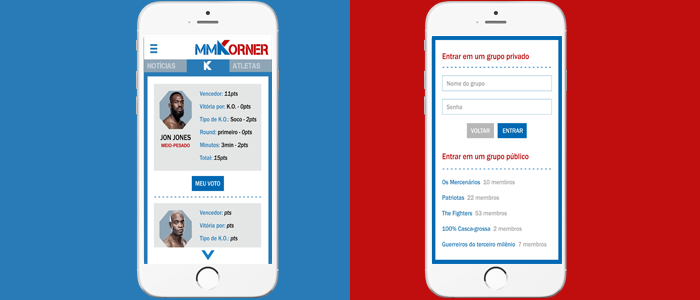 MMKORNER
NOTÍCIAS
K
ATLETAS
Vencedor: 11pts
Vitória por: K.O. - 0pts
Tipo de K.O.: Soco - 2pts
Round: primeiro - 0pts
Minutos: 3min - 2pts
Total: 15pts
JON JONES
MEIO-PESADO
MEU VOTO
Vencedor: pts
Vitória por: pts
Tipo de K.O.: pts
Entrar em um grupo privado
Nome do grupo
Senha
VOLTAR
ENTRAR
Entrar em um grupo público
Os Mercenários 10 membros
Patriotas 22 membros
The Fighters 53 membros
100% Casca-grossa 2 membros
Guerreiros do terceiro milênio 7 membros